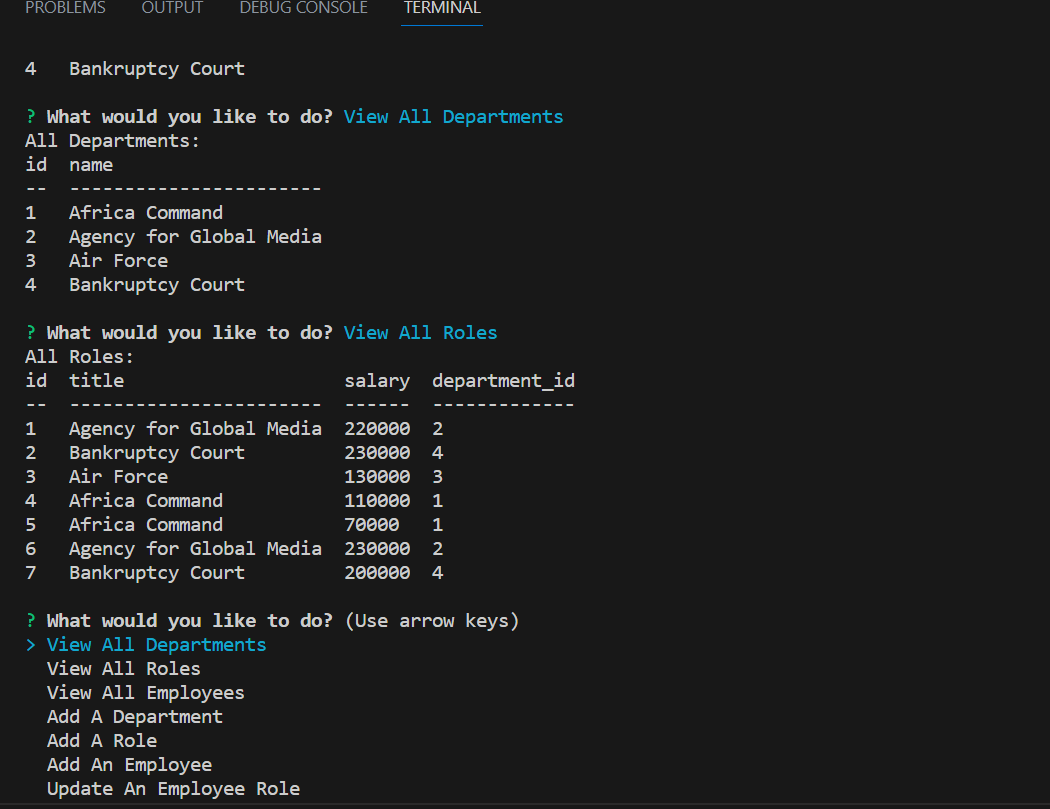 PROBLEMS OUTPUT DEBUG CONSOLE TERMINAL
4 Bankruptcy Court
? What would you like to do? View All Departments
All Departments:
id name
-- -----------------------
1 Africa Command
2 Agency for Global Media
3 Air Force
4 Bankruptcy Court
? What would you like to do? View All Roles
All Roles:
id title salary department_id
-- ----------------------- ------ -------------
1 Agency for Global Media 220000 2
2 Bankruptcy Court 230000 4
3 Air Force 130000 3
4 Africa Command 110000 1
5 Africa Command 70000 1
6 Agency for Global Media 230000 2
7 Bankruptcy Court 200000 4
? What would you like to do? (Use arrow keys)
> View All Departments
View All Roles
View All Employees
Add A Department
Add A Role
Add An Employee
Update An Employee Role